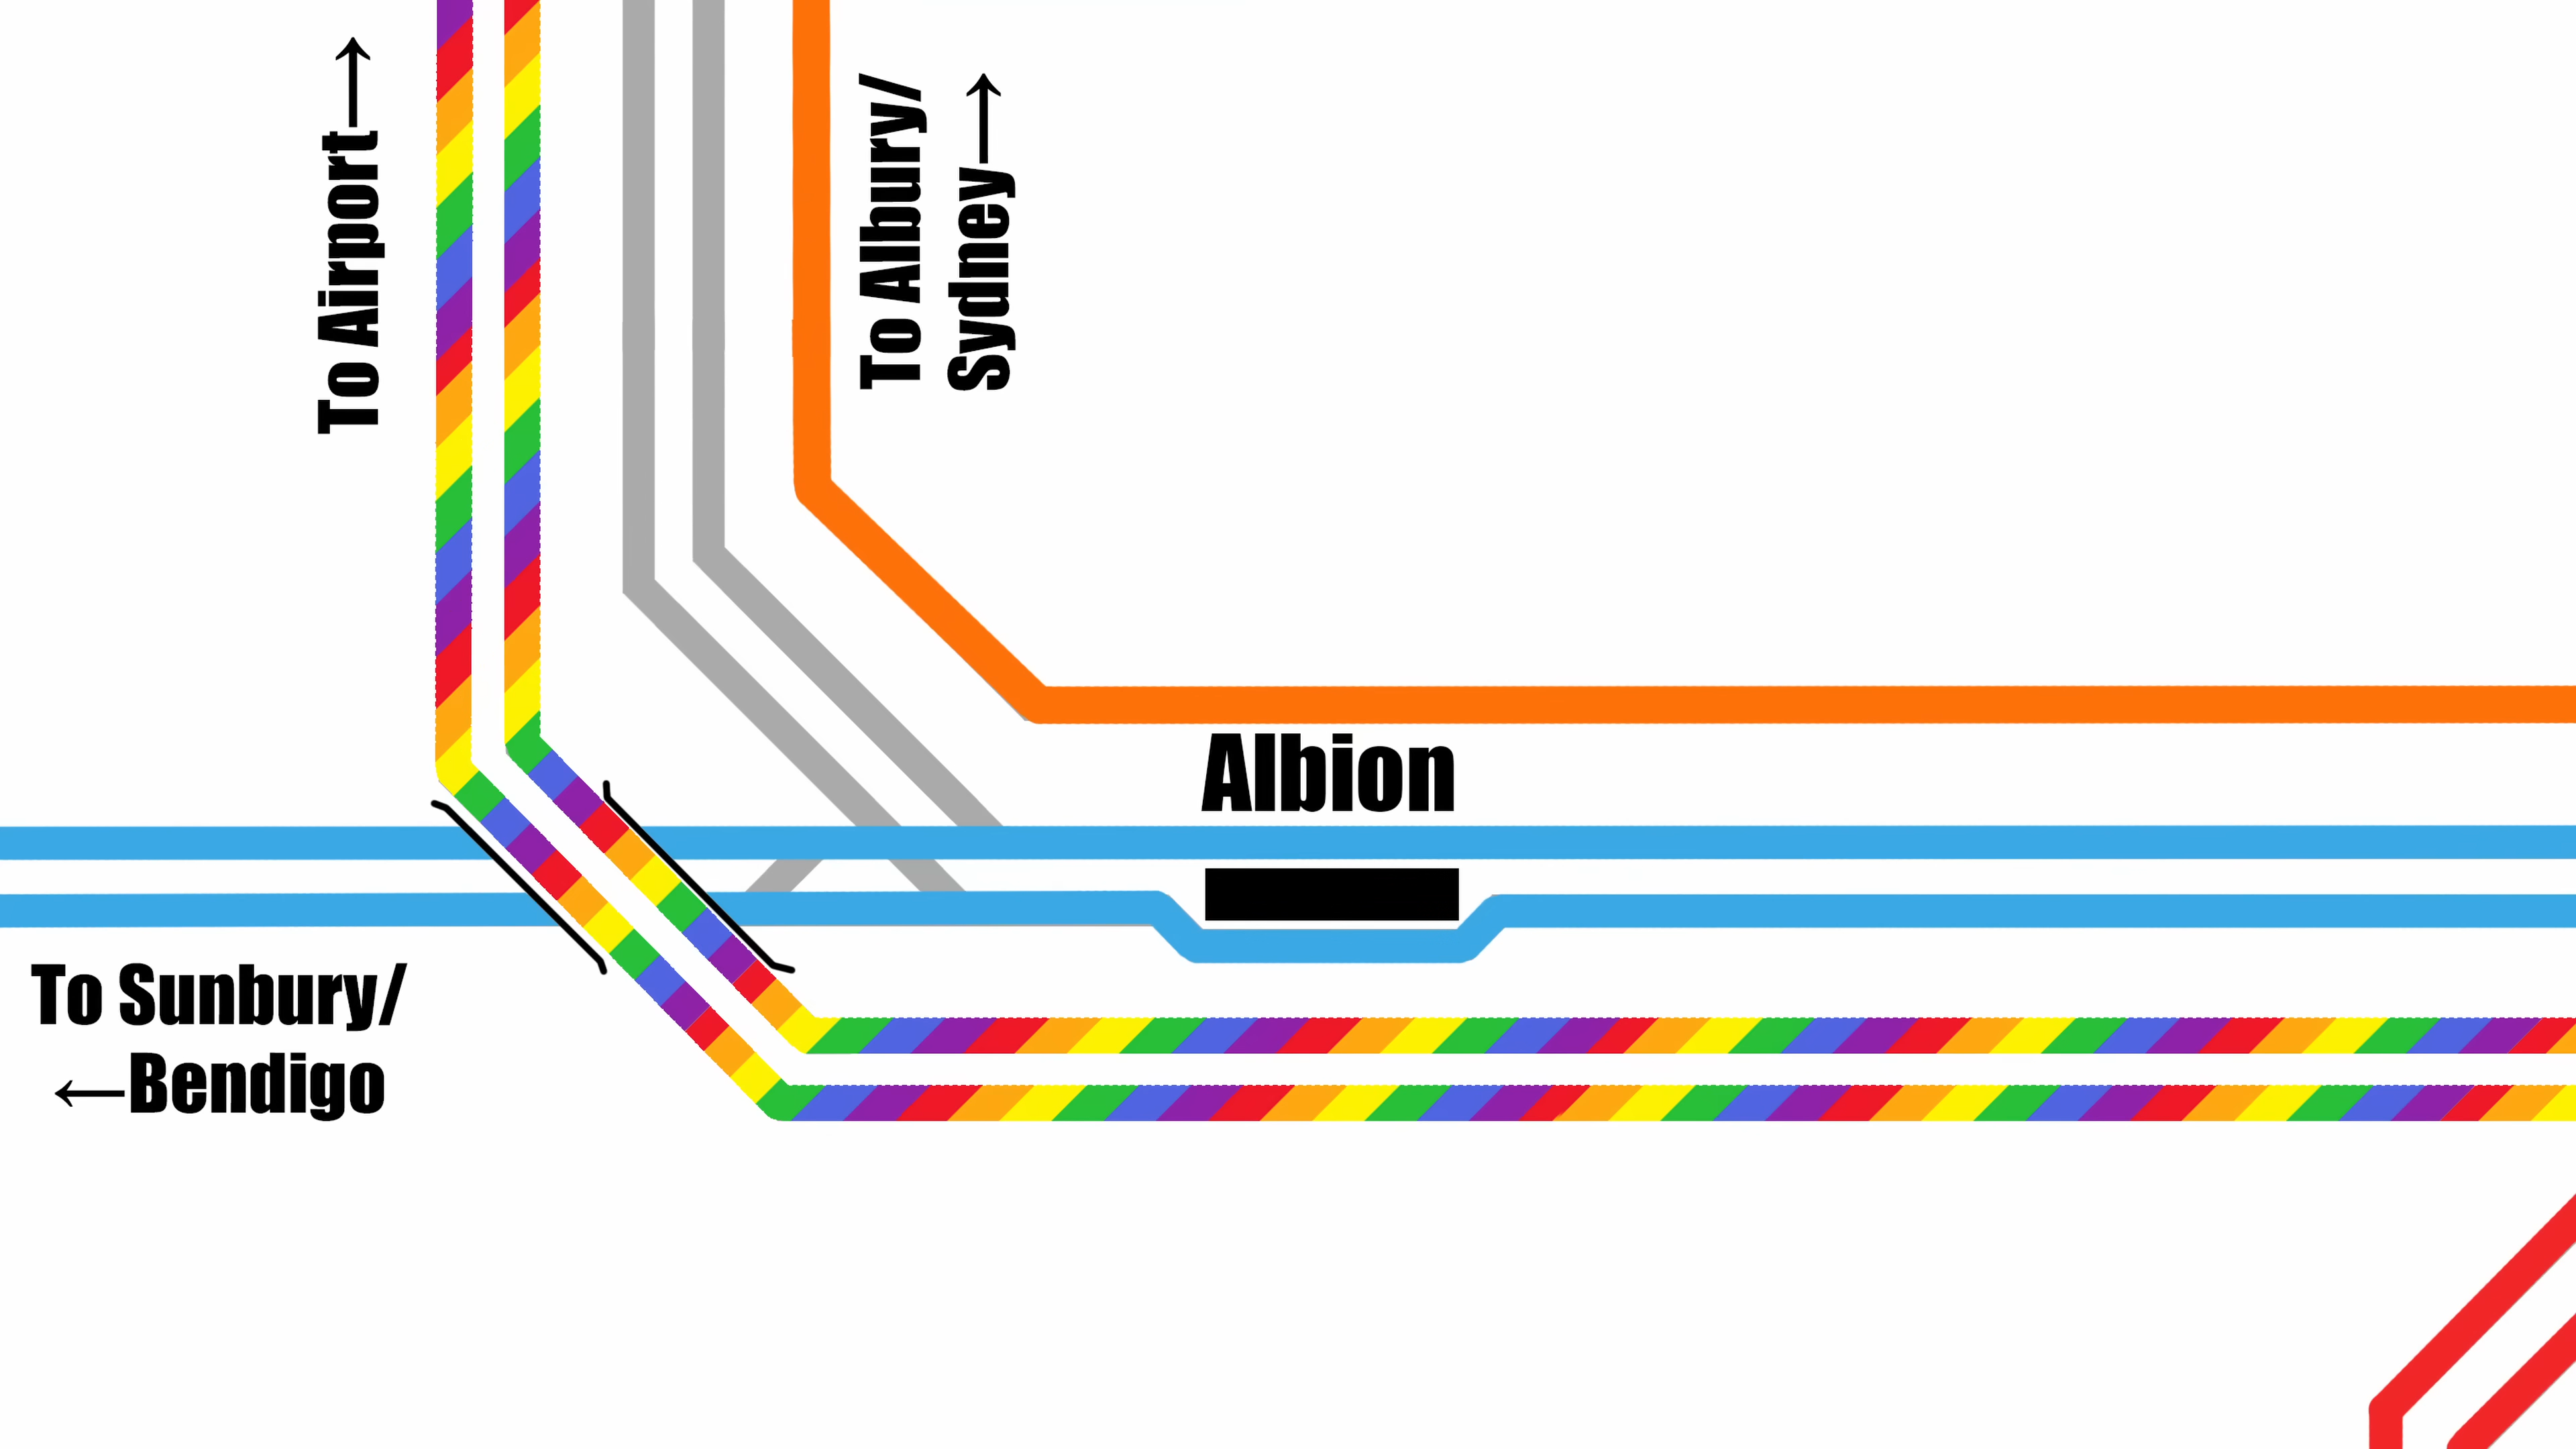 To Airport→
To Albury/
Sydney→
Albion
To Sunbury/
←Bendigo